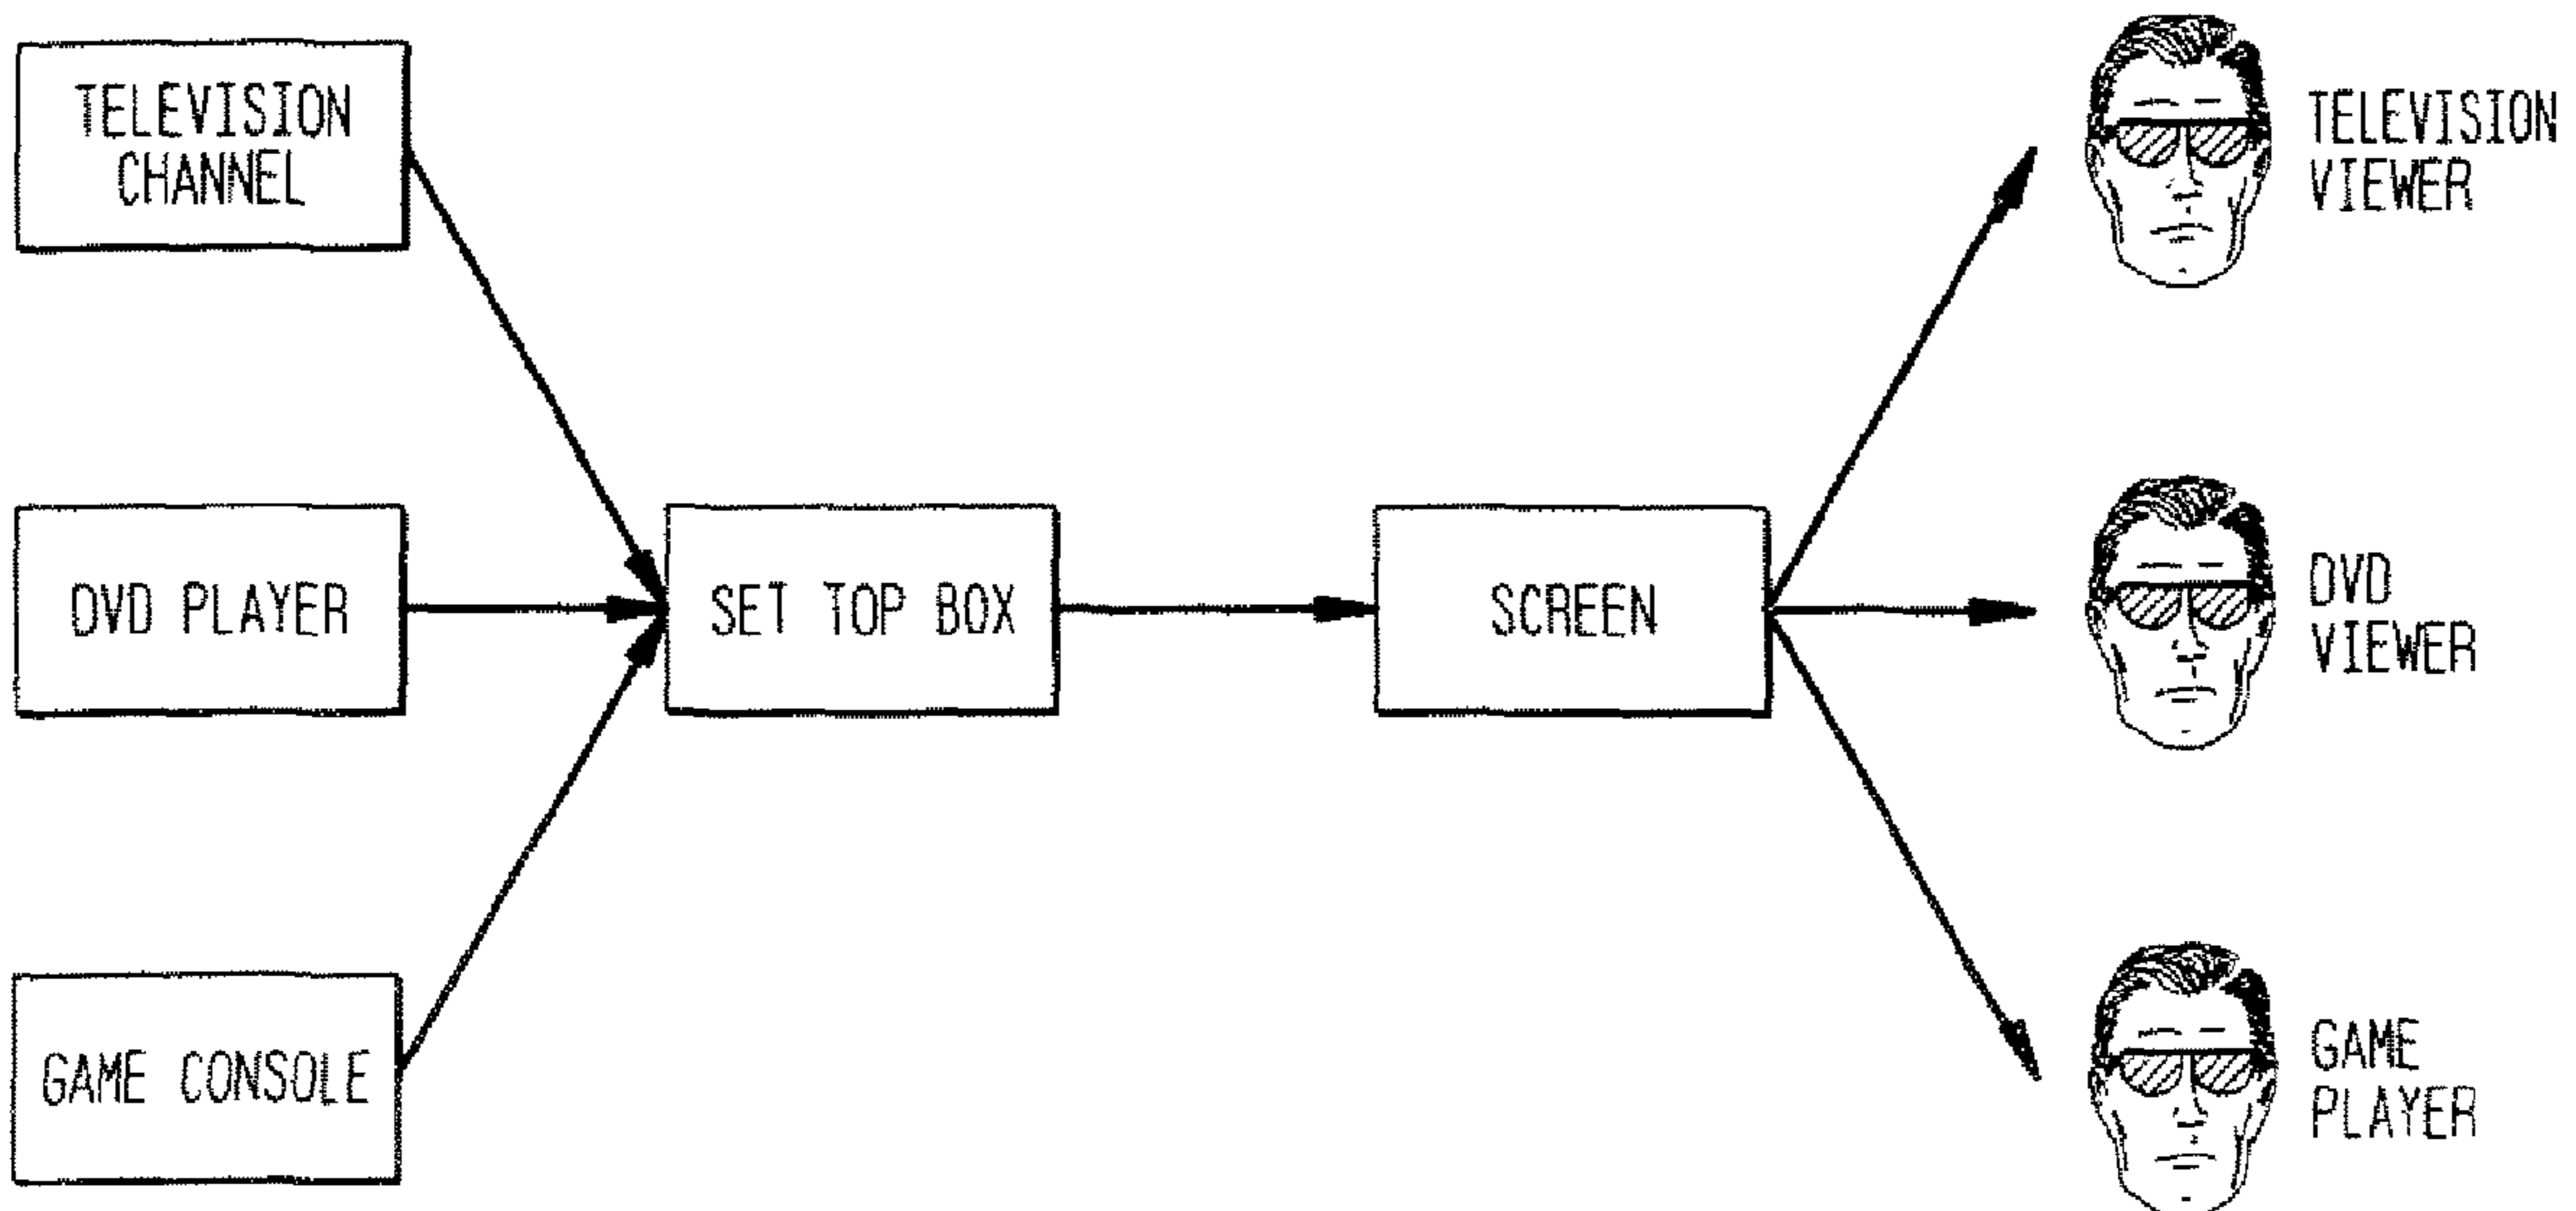 TELEVISION
CHANNEL
TELEVISION
VIEWER
DVD PLAYER
SET TOP BOX
SCREEN
DVD
VIEWER
GAME CONSOLE
GAME
PLAYER